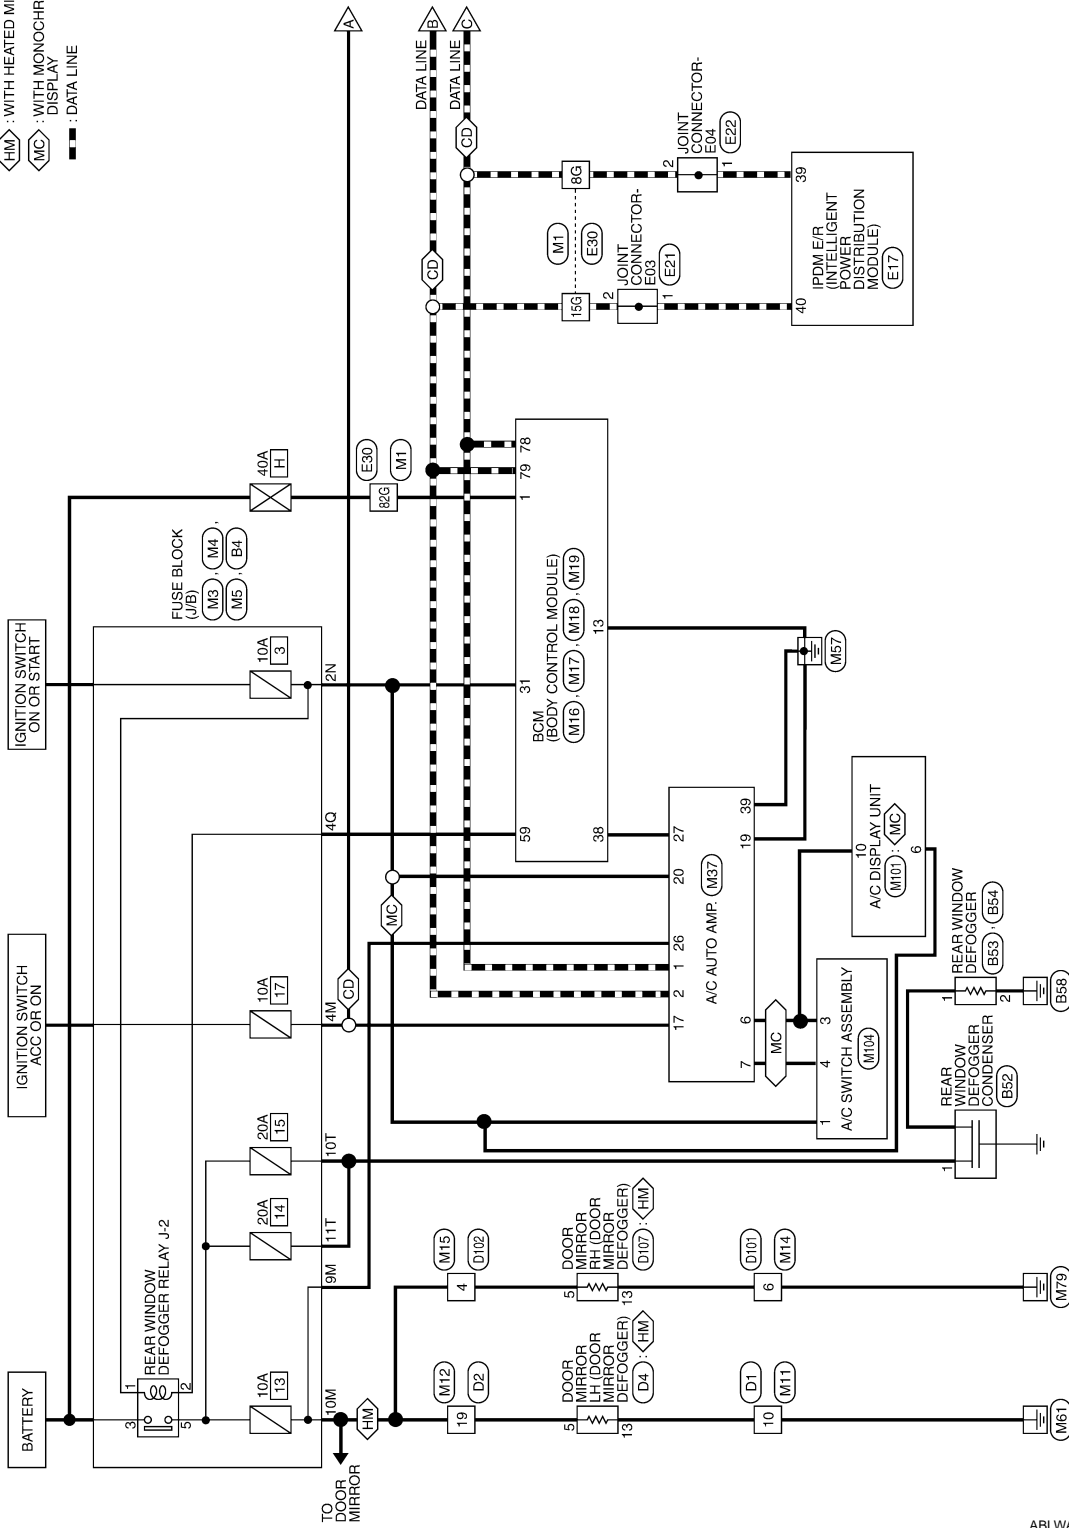 HM : WITH HEATED
MC : WITH
DISPLAY
: DATA LINE
A
B
C
DATA LINE
DATA LINE
CD
CD
8G
15G
M1
E30
JOINT
CONNECTOR-
E04
E22
2
1
JOINT
CONNECTOR-
E03
E21
2
1
39
40
IPDM E/R
(INTELLIGENT
POWER
DISTRIBUTION
MODULE)
E17
BATTERY
IGNITION SWITCH
ACC OR ON
IGNITION SWITCH
ON OR START
FUSE BLOCK
(J/B)
M3 , M4 ,
M5 , B4
40A
H
E30
M1
82G
REAR WINDOW
DEFOGGER RELAY J-2
1
2
3
5
10A
13
20A
14
20A
15
10A
17
10A
3
10M
9M
11T
10T
4M
4Q
2N
CD
MC
TO
DOOR
MIRROR
HM
BCM
(BODY CONTROL MODULE)
M16 , M17 , M18 , M19
59
31
1
79
78
38
13
A/C AUTO AMP.
M37
17
2
1
26
20
27
7
6
19
39
M57
MC
A/C SWITCH ASSEMBLY
M104
1
4
3
A/C DISPLAY UNIT
M101 : MC
10
6
M12
D2
19
M15
D102
4
DOOR
MIRROR
LH (DOOR
MIRROR
DEFOGGER)
D4 : HM
5
13
DOOR
MIRROR
RH (DOOR
MIRROR
DEFOGGER)
D107 : HM
5
13
D1
M11
10
D101
M14
6
M61
M79
REAR
WINDOW
DEFOGGER
CONDENSER
B52
1
REAR WINDOW
DEFOGGER
B53 , B54
1
2
B58